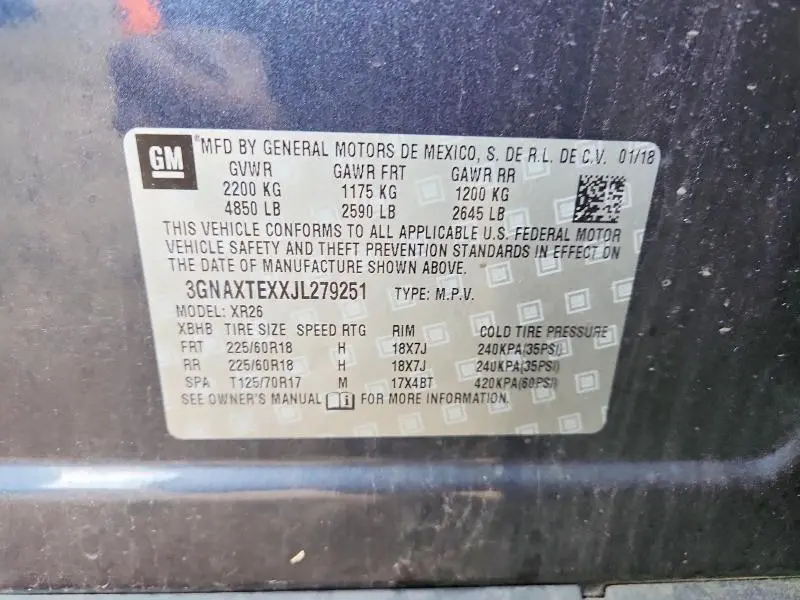 GM
®MFD BY GENERAL MOTORS DE MEXICO, S. DE R.L. DE C.V. 01/18
GVWR GAWR FRT GAWR RR
2200 KG 1175 KG 1200 KG
4850 LB 2590 LB 2645 LB
THIS VEHICLE CONFORMS TO ALL APPLICABLE U.S. FEDERAL MOTOR
VEHICLE SAFETY AND THEFT PREVENTION STANDARDS IN EFFECT ON
THE DATE OF MANUFACTURE SHOWN ABOVE.
3GNAXTEXXJL279251 TYPE: M.P.V.
MODEL: XR26
XBHB TIRE SIZE SPEED RTG RIM COLD TIRE PRESSURE
FRT 225/60R18 H 18X7J 240KPA(35PSI)
RR 225/60R18 H 18X7J 240KPA(35PSI)
SPA T125/70R17 M 17X4BT 420KPA(60PSI)
SEE OWNER'S MANUAL i FOR MORE INFORMATION.